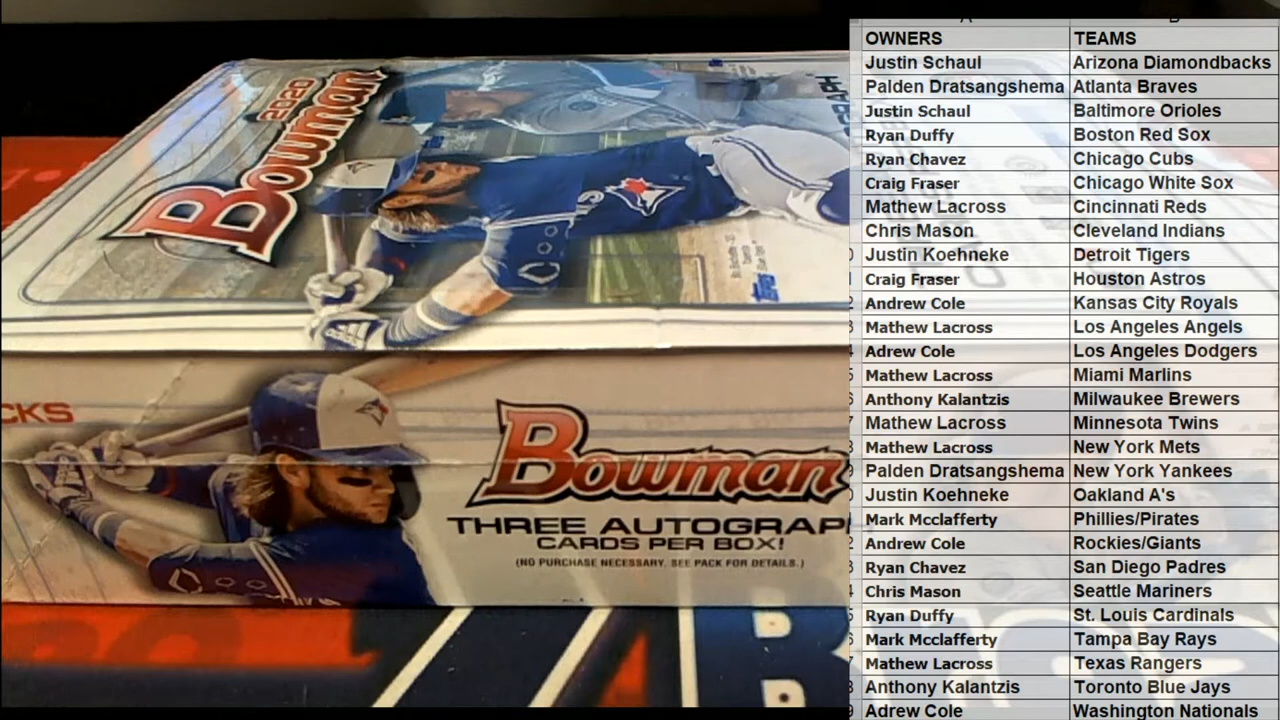 2020
Bowman
Topps
CKS
Bowman
THREE AUTOGRAP
CARDS PER BOX!
(NO PURCHASE NECESSARY. SEE PACK FOR DETAILS.)
OWNERS TEAMS
Justin Schaul Arizona Diamondbacks
Palden Dratsangshema Atlanta Braves
Justin Schaul Baltimore Orioles
Ryan Duffy Boston Red Sox
Ryan Chavez Chicago Cubs
Craig Fraser Chicago White Sox
Mathew Lacross Cincinnati Reds
Chris Mason Cleveland Indians
Justin Koehneke Detroit Tigers
Craig Fraser Houston Astros
Andrew Cole Kansas City Royals
Mathew Lacross Los Angeles Angels
Adrew Cole Los Angeles Dodgers
Mathew Lacross Miami Marlins
Anthony Kalantzis Milwaukee Brewers
Mathew Lacross Minnesota Twins
Mathew Lacross New York Mets
Palden Dratsangshema New York Yankees
Justin Koehneke Oakland A's
Mark Mcclafferty Phillies/Pirates
Andrew Cole Rockies/Giants
Ryan Chavez San Diego Padres
Chris Mason Seattle Mariners
Ryan Duffy St. Louis Cardinals
Mark Mcclafferty Tampa Bay Rays
Mathew Lacross Texas Rangers
Anthony Kalantzis Toronto Blue Jays
Adrew Cole Washington Nationals